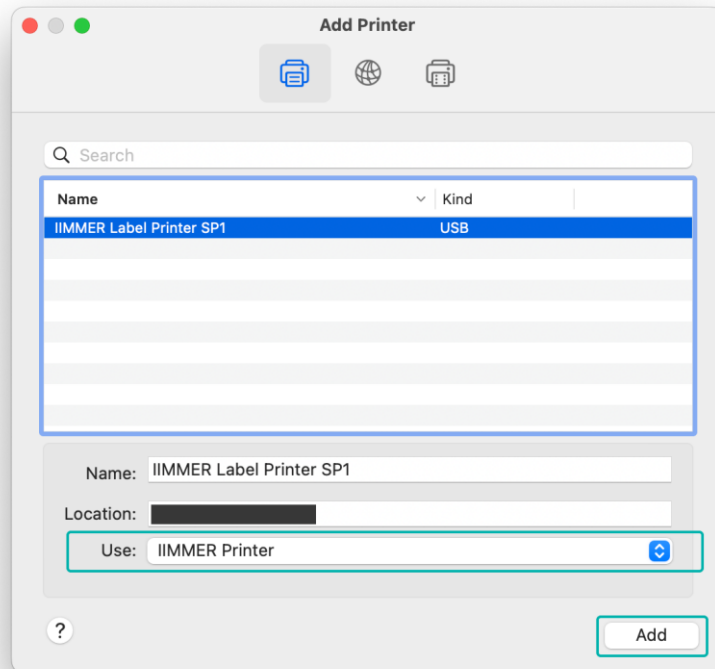 Add Printer
Search
Name Kind
IIMMER Label Printer SP1 USB
Name: IIMMER Label Printer SP1
Location:
Use: IIMMER Printer
? Add